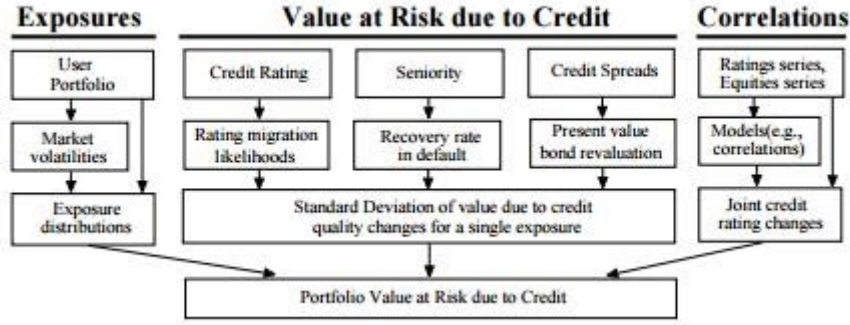 Exposures
Value at Risk due to Credit
Correlations
User
Portfolio
Credit Rating
Seniority
Credit Spreads
Ratings series,
Equities series
Market
volatilities
Rating migration
likelihoods
Recovery rate
in default
Present value
bond revaluation
Models(e.g.,
correlations)
Exposure
distributions
Standard Deviation of value due to credit
quality changes for a single exposure
Joint credit
rating changes
Portfolio Value at Risk due to Credit